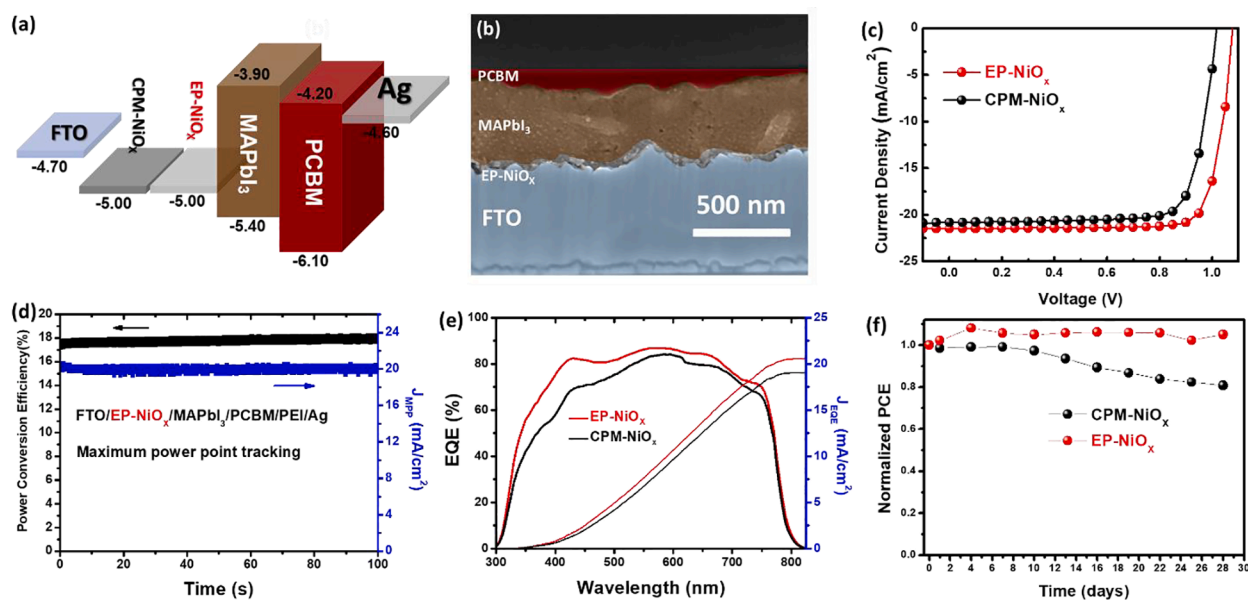 (a)
-3.90
-4.20
Ag
CPM-NiOₓ
EP-NiOₓ
FTO
-4.70
MAPbI₃
PCBM
-4.60
-5.00
-5.00
-5.40
-6.10
(b)
PCBM
MAPbI₃
EP-NiOₓ
FTO
500 nm
(c)
0
-5
-10
-15
-20
-25
Current Density (mA/cm²)
EP-NiOₓ
CPM-NiOₓ
0.0 0.2 0.4 0.6 0.8 1.0
Voltage (V)
(d)
Power Conversion Efficiency(%)
20
18
16
14
12
10
8
6
4
2
0
24
20
16
12
8
4
0
J_MPP (mA/cm²)
FTO/EP-NiOₓ/MAPbI₃/PCBM/PEI/Ag
Maximum power point tracking
0 20 40 60 80 100
Time (s)
(e)
EQE (%)
100
80
60
40
20
0
25
20
15
10
5
0
J_EQE (mA/cm²)
EP-NiOₓ
CPM-NiOₓ
300 400 500 600 700 800
Wavelength (nm)
(f)
Normalized PCE
1.0
0.8
0.6
0.4
0.2
0.0
CPM-NiOₓ
EP-NiOₓ
0 2 4 6 8 10 12 14 16 18 20 22 24 26 28 30
Time (days)